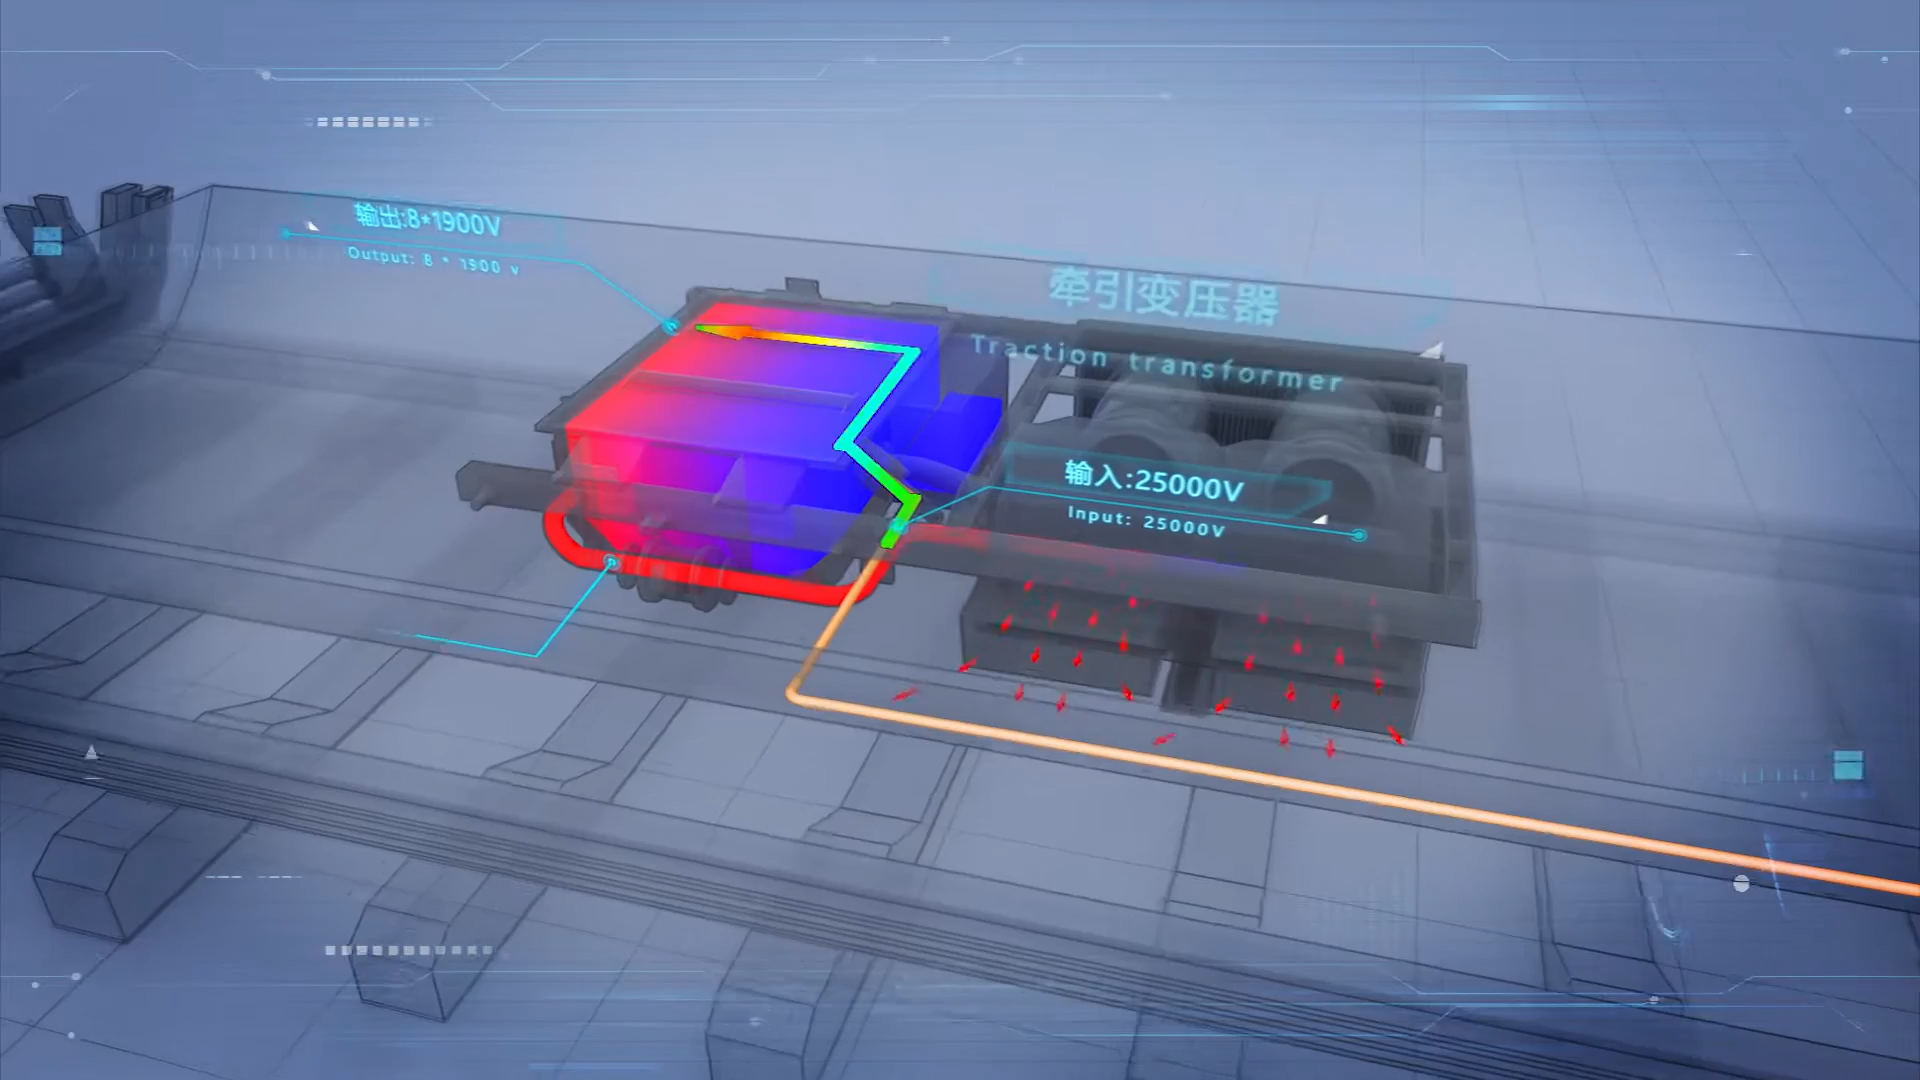 输出:8*1900V
Output: 8 * 1900 v
牵引变压器
Traction transformer
输入:25000V
Input: 25000V